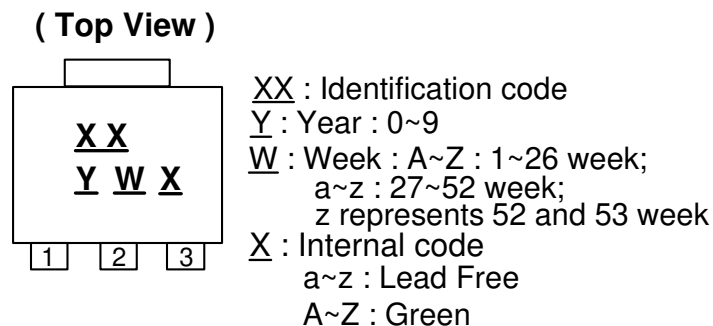 ( Top View )
X X
Y W X
1 2 3
XX : Identification code
Y : Year : 0~9
W : Week : A~Z : 1~26 week;
a~z : 27~52 week;
z represents 52 and 53 week
X : Internal code
a~z : Lead Free
A~Z : Green